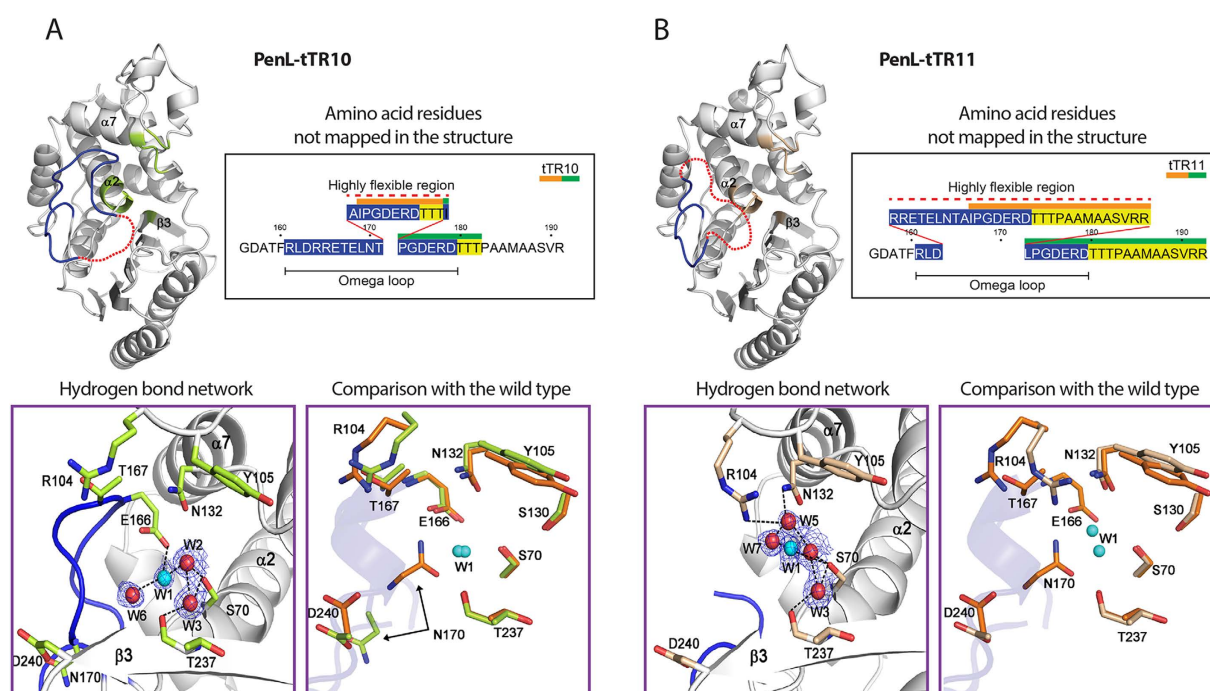 A
PenL-tTR10
α7
α2
β3
Amino acid residues
not mapped in the structure
tTR10
Highly flexible region
AIPGDERDTTTI
160 170 180 190
GDATFRLDRRETELNT PGDERDTTTPAAMAASVR
Omega loop
Hydrogen bond network
R104
T167
α7
Y105
N132
E166
W2
α2
W1
W6
W3
S70
D240
N170
β3
T237
Comparison with the wild type
R104
N132
Y105
T167
E166
S130
W1
S70
D240
N170
T237
B
PenL-tTR11
α7
α2
β3
Amino acid residues
not mapped in the structure
tTR11
Highly flexible region
RRETELNTAIPGDERDTTTPAAMAASVRR
160 170 180 190
GDATFRLD LPGDERDTTTPAAMAASVRR
Omega loop
Hydrogen bond network
α7
Y105
R104
N132
W5
α2
W7
W1
S70
W3
D240
β3
T237
Comparison with the wild type
R104
N132
Y105
T167
E166
S130
W1
S70
N170
D240
T237